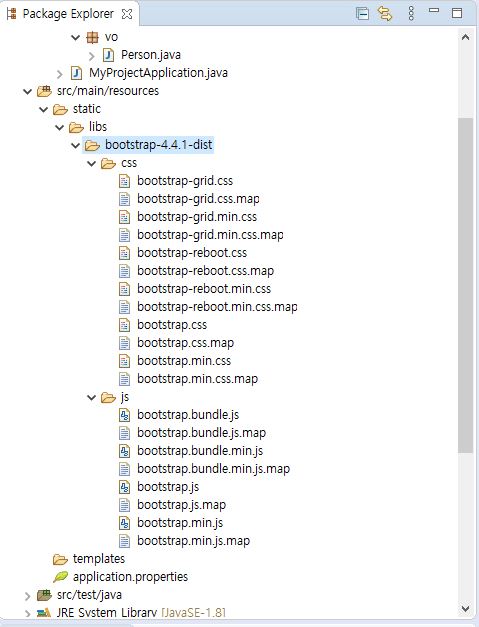 Package Explorer
vo
Person.java
MyProjectApplication.java
src/main/resources
static
libs
bootstrap-4.4.1-dist
css
bootstrap-grid.css
bootstrap-grid.css.map
bootstrap-grid.min.css
bootstrap-grid.min.css.map
bootstrap-reboot.css
bootstrap-reboot.css.map
bootstrap-reboot.min.css
bootstrap-reboot.min.css.map
bootstrap.css
bootstrap.css.map
bootstrap.min.css
bootstrap.min.css.map
js
bootstrap.bundle.js
bootstrap.bundle.js.map
bootstrap.bundle.min.js
bootstrap.bundle.min.js.map
bootstrap.js
bootstrap.js.map
bootstrap.min.js
bootstrap.min.js.map
templates
application.properties
src/test/java
JRE System Library [JavaSE-1.8]